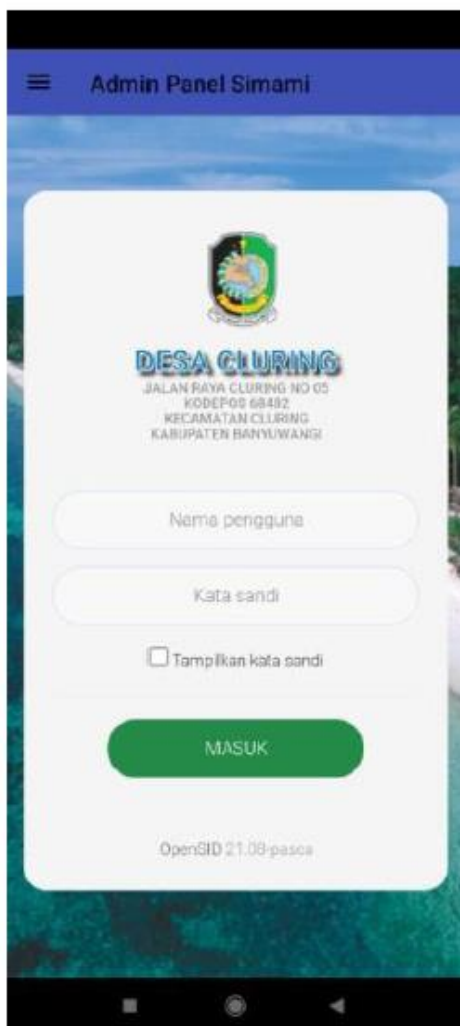 Admin Panel Simami
DESA CLURING
JALAN RAYA CLURING NO 05
KODEPOS 68482
KECAMATAN CLURING
KABUPATEN BANYUWANGI
Nama pengguna
Kata sandi
Tampilkan kata sandi
MASUK
OpenSID 21.08-pasca